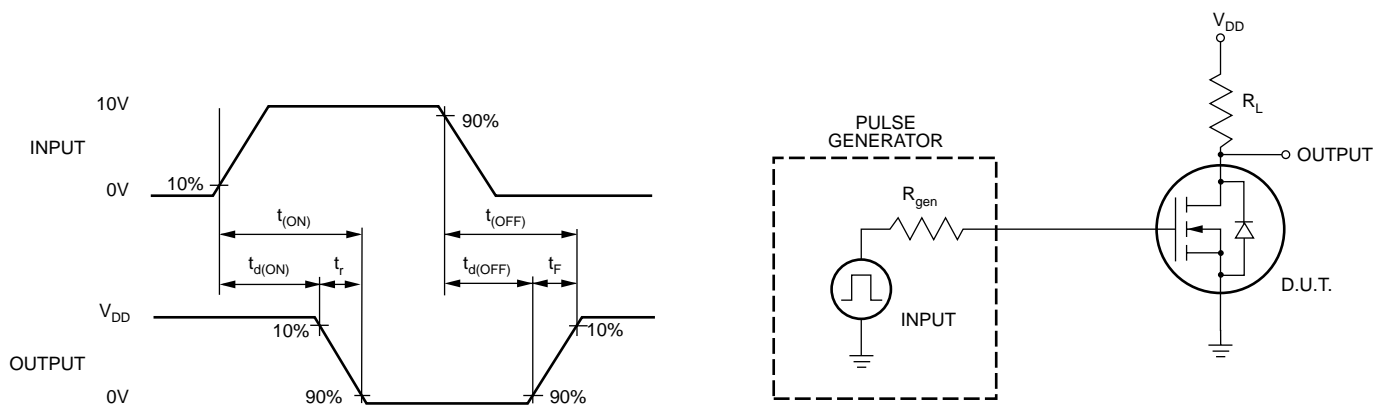 10V
INPUT
0V
10%
90%
t(ON)
t(OFF)
td(ON)
tr
td(OFF)
tF
VDD
OUTPUT
0V
10%
90%
10%
90%
PULSE
GENERATOR
Rgen
INPUT
VDD
RL
OUTPUT
D.U.T.